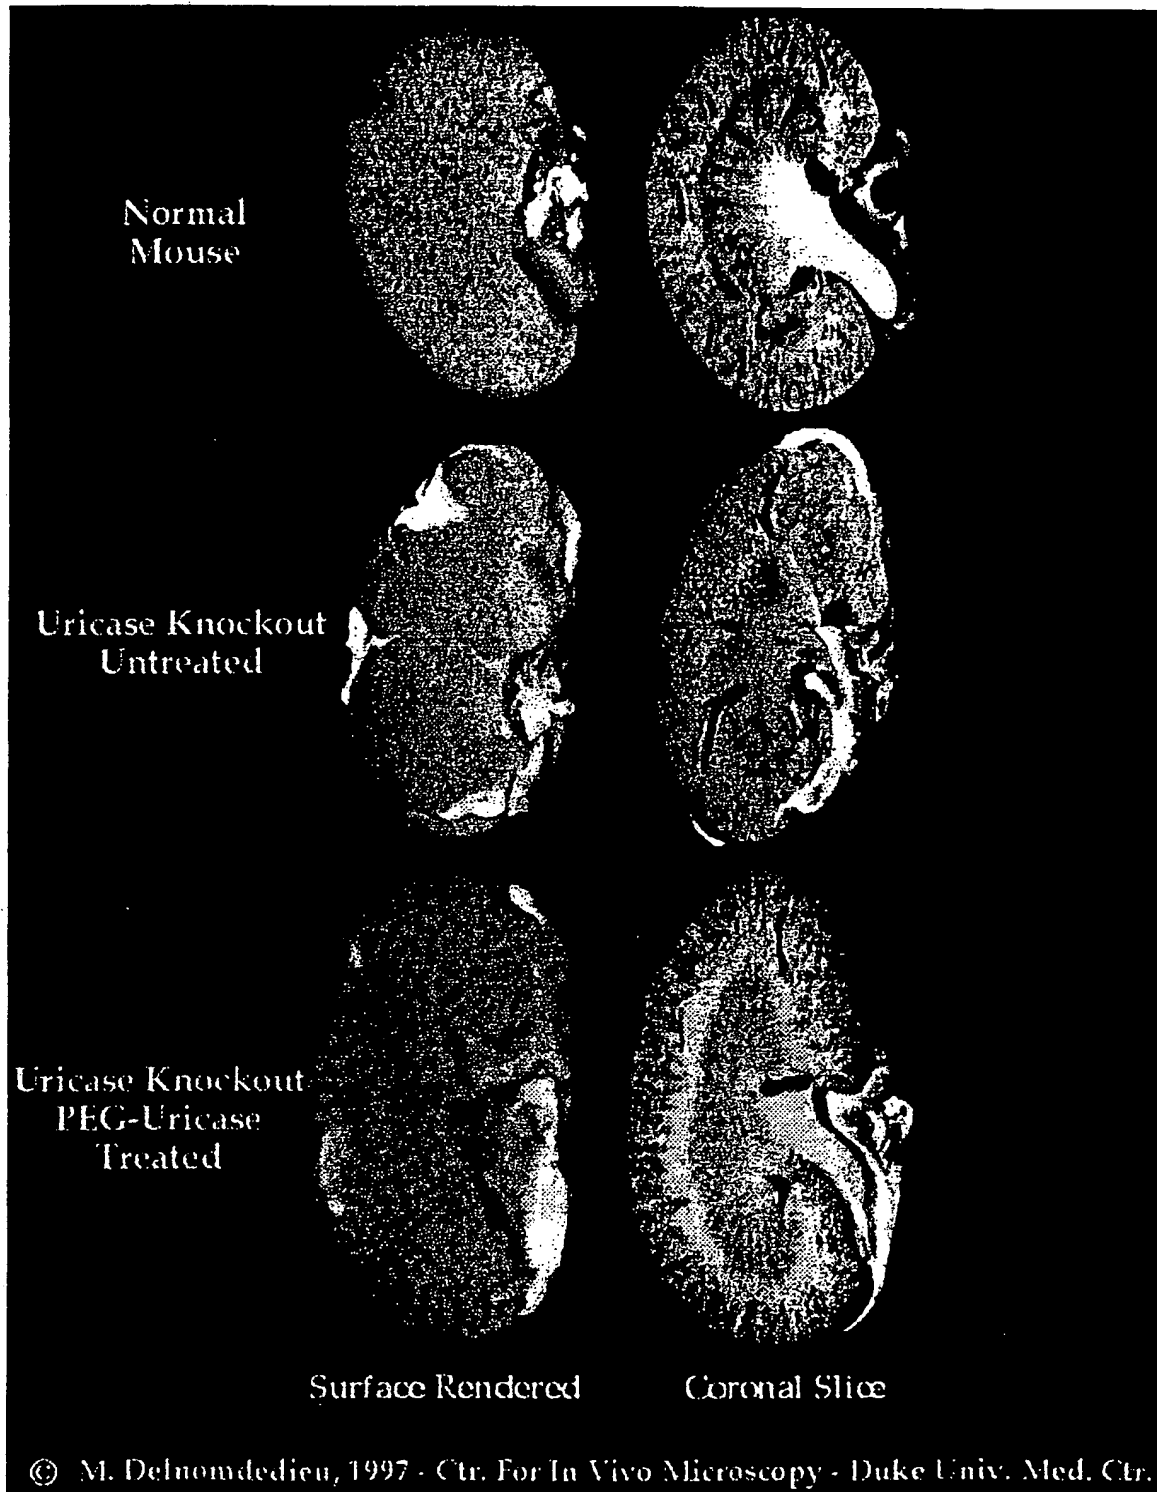 Normal
Mouse
Uricase Knockout
Untreated
Uricase Knockout
PEG-Uricase
Treated
Surface Rendered
Coronal Slice
© M. Delnomdedieu, 1997 - Ctr. For In Vivo Microscopy - Duke Univ. Med. Ctr.